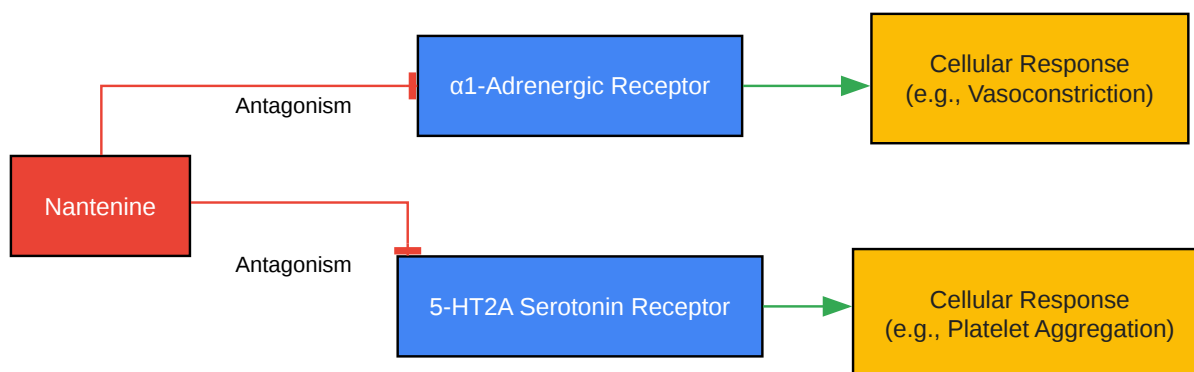 α1-Adrenergic Receptor
Cellular Response
(e.g., Vasoconstriction)
Antagonism
Nantenine
Antagonism
5-HT2A Serotonin Receptor
Cellular Response
(e.g., Platelet Aggregation)